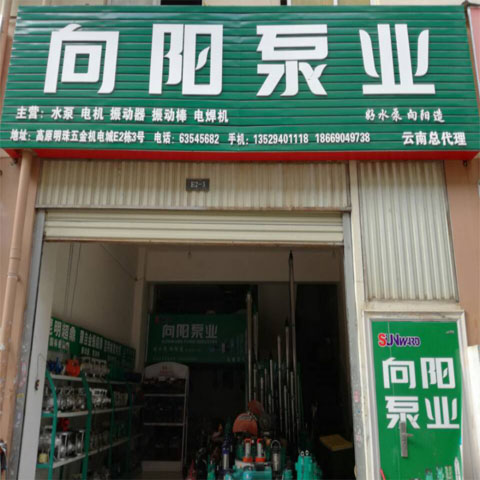 向阳泵业
主营：水泵 电机 振动器 振动棒 电焊机
好水泵 向阳造
地址：高原明珠五金机电城E2栋3号 电话：63545682 手机：13529401118 18669049738
云南总代理
E2-3
向阳泵业
SUNWARD
向阳
泵业